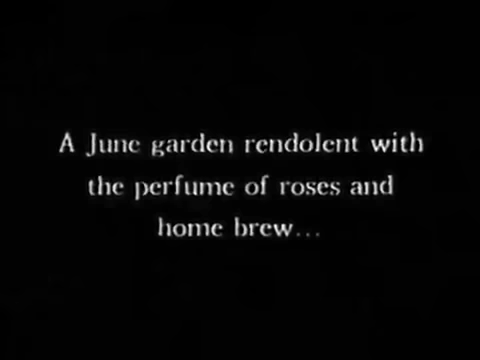 A June garden rendolent with
the perfume of roses and
home brew...